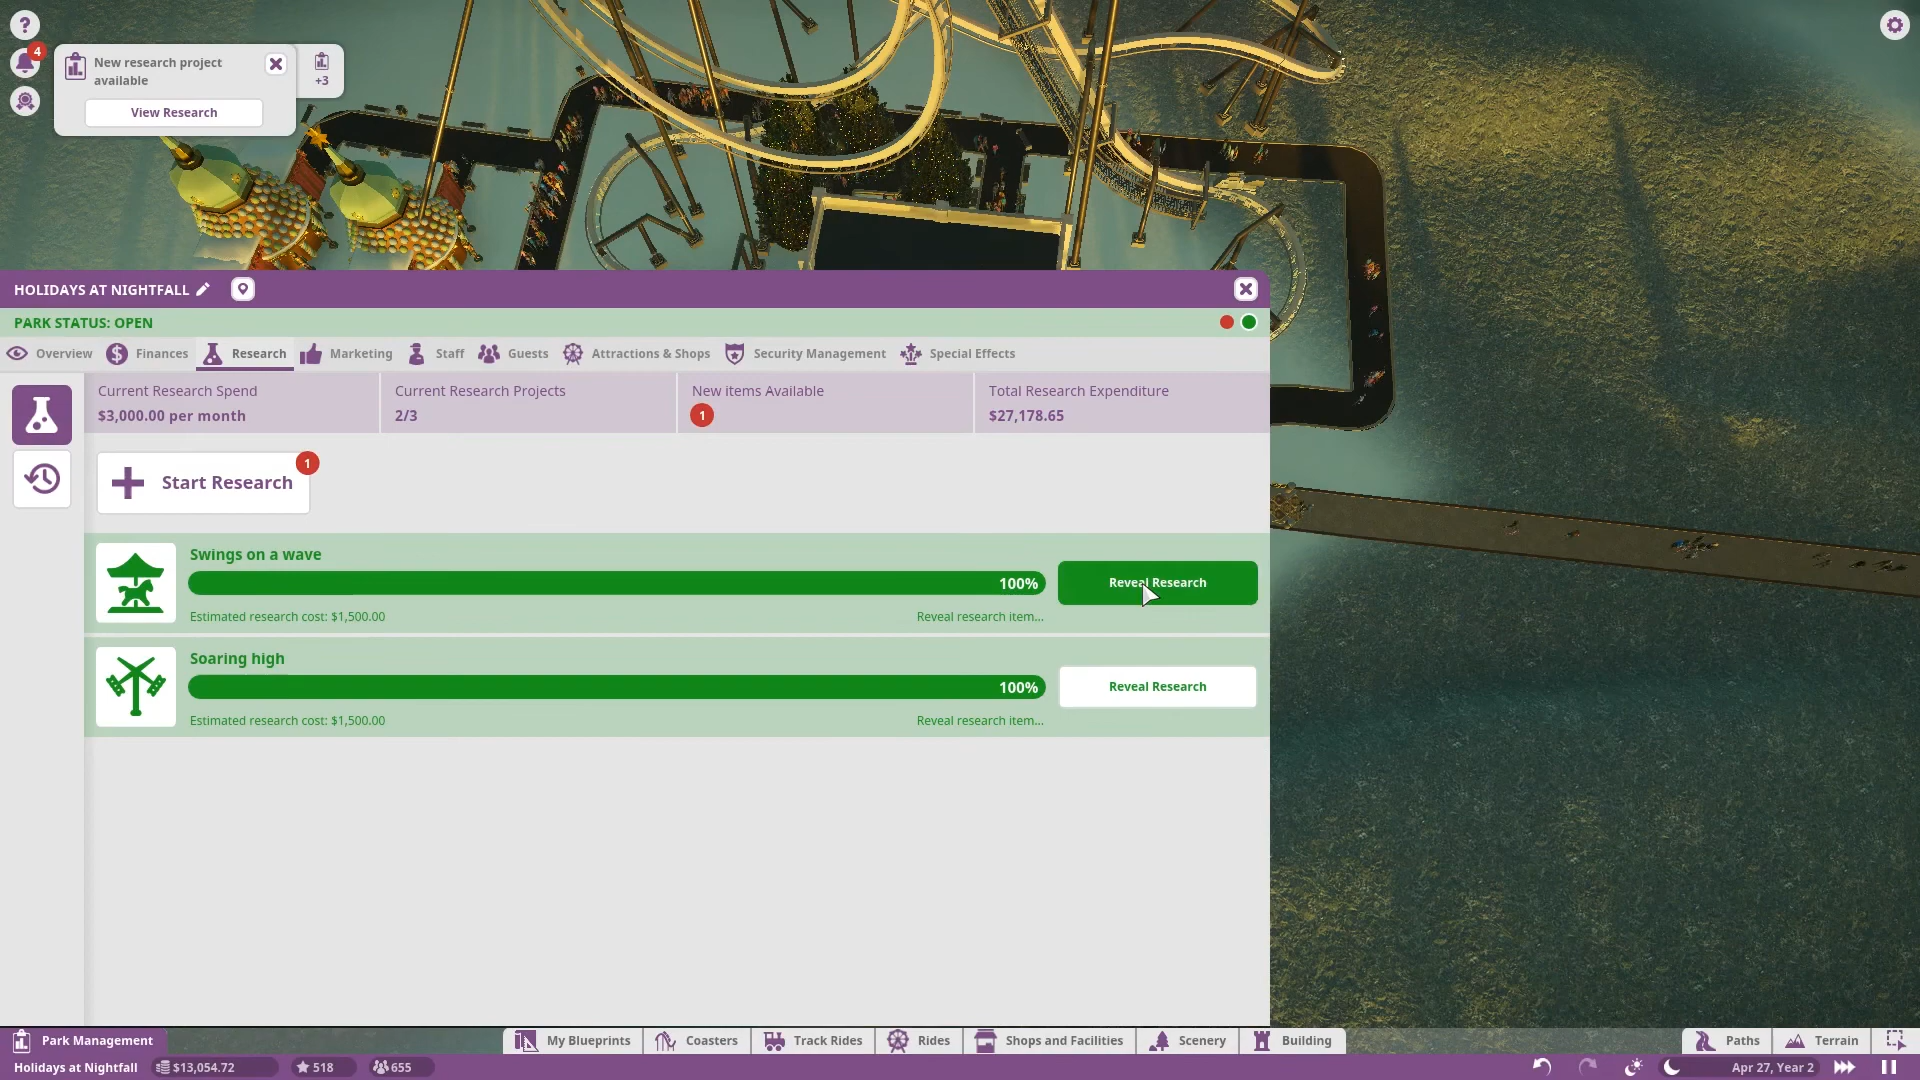 ?
4
New research project
available
View Research
+3
HOLIDAYS AT NIGHTFALL
PARK STATUS: OPEN
Overview
Finances
Research
Marketing
Staff
Guests
Attractions & Shops
Security Management
Special Effects
Current Research Spend
$3,000.00 per month
Current Research Projects
2/3
New items Available
1
Total Research Expenditure
$27,178.65
Start Research
1
Swings on a wave
100%
Estimated research cost: $1,500.00
Reveal research item...
Reveal Research
Soaring high
100%
Estimated research cost: $1,500.00
Reveal research item...
Reveal Research
Park Management
My Blueprints
Coasters
Track Rides
Rides
Shops and Facilities
Scenery
Building
Paths
Terrain
Holidays at Nightfall
$13,054.72
518
655
Apr 27, Year 2